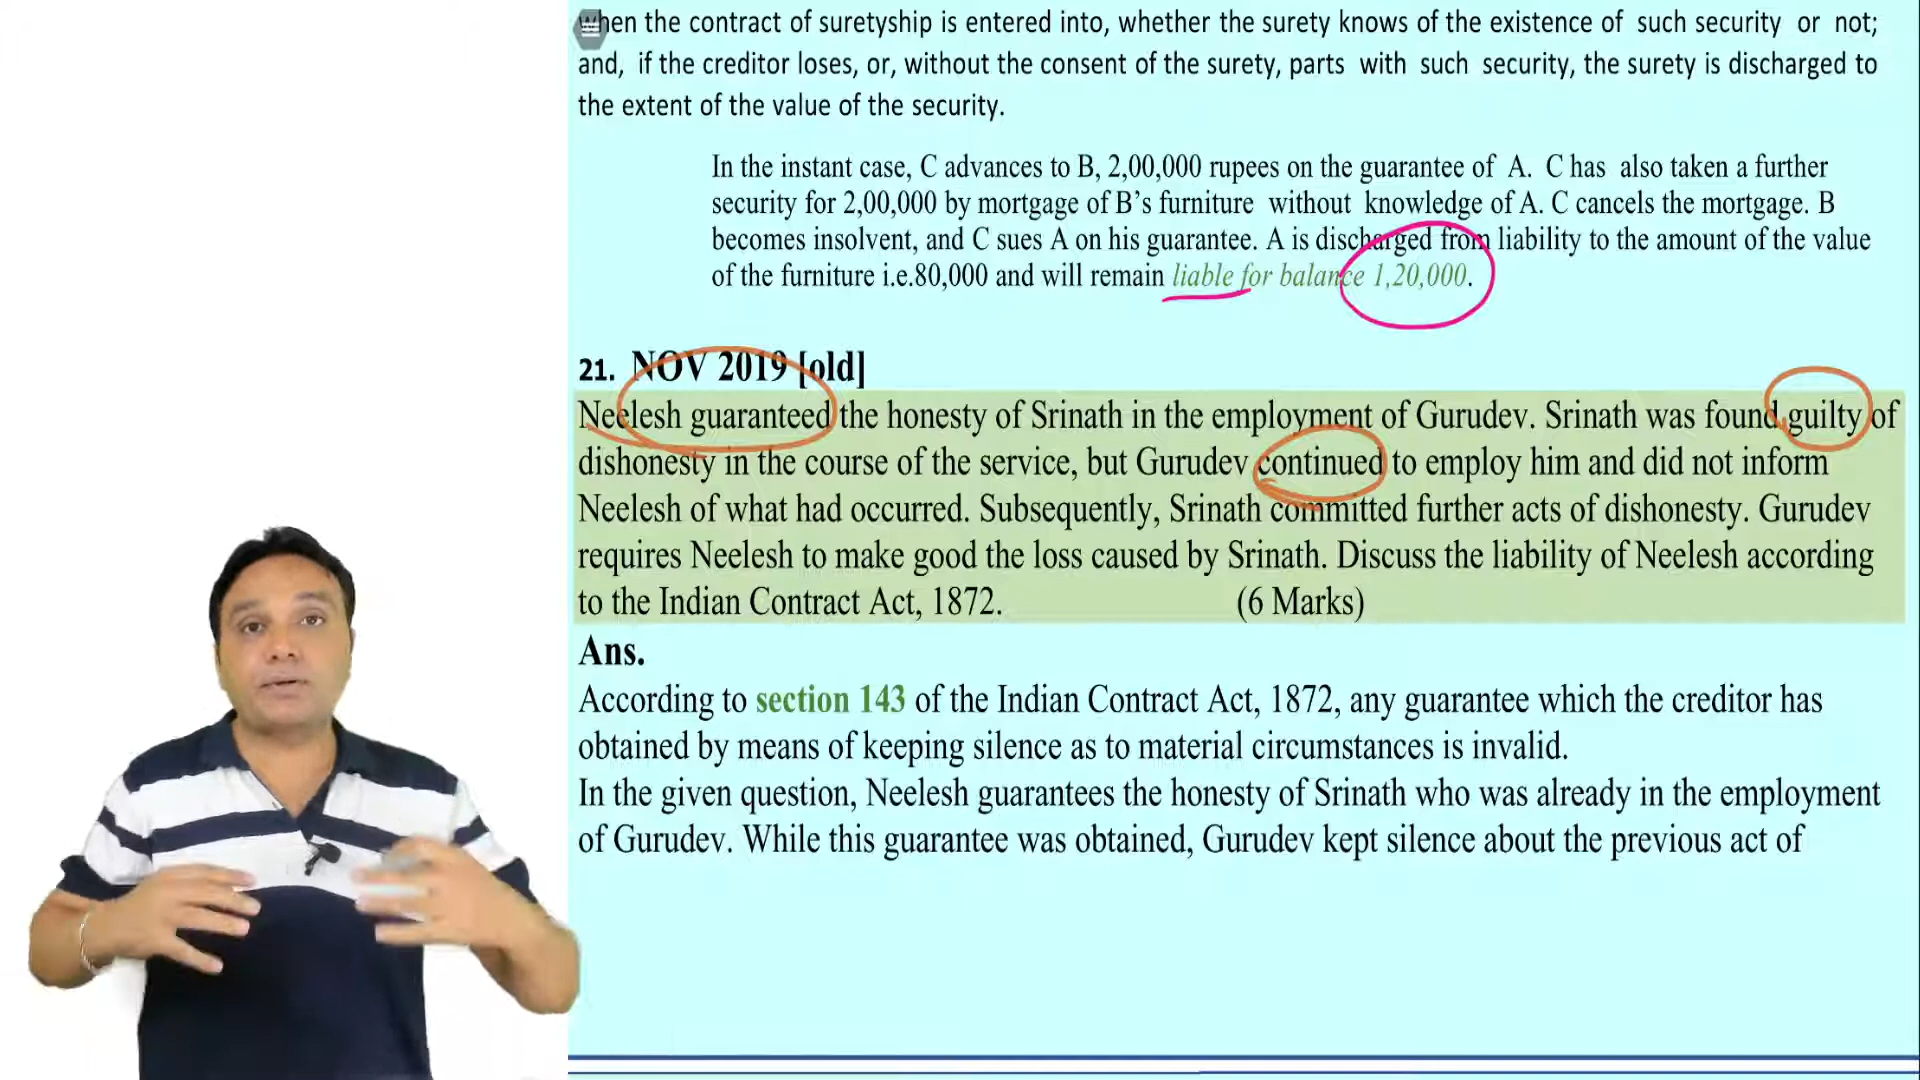 when the contract of suretyship is entered into, whether the surety knows of the existence of such security or not;
and, if the creditor loses, or, without the consent of the surety, parts with such security, the surety is discharged to
the extent of the value of the security.
In the instant case, C advances to B, 2,00,000 rupees on the guarantee of A. C has also taken a further
security for 2,00,000 by mortgage of B’s furniture without knowledge of A. C cancels the mortgage. B
becomes insolvent, and C sues A on his guarantee. A is discharged from liability to the amount of the value
of the furniture i.e.80,000 and will remain liable for balance 1,20,000.
21. NOV 2019 [old]
Neelesh guaranteed the honesty of Srinath in the employment of Gurudev. Srinath was found guilty of
dishonesty in the course of the service, but Gurudev continued to employ him and did not inform
Neelesh of what had occurred. Subsequently, Srinath committed further acts of dishonesty. Gurudev
requires Neelesh to make good the loss caused by Srinath. Discuss the liability of Neelesh according
to the Indian Contract Act, 1872. (6 Marks)
Ans.
According to section 143 of the Indian Contract Act, 1872, any guarantee which the creditor has
obtained by means of keeping silence as to material circumstances is invalid.
In the given question, Neelesh guarantees the honesty of Srinath who was already in the employment
of Gurudev. While this guarantee was obtained, Gurudev kept silence about the previous act of